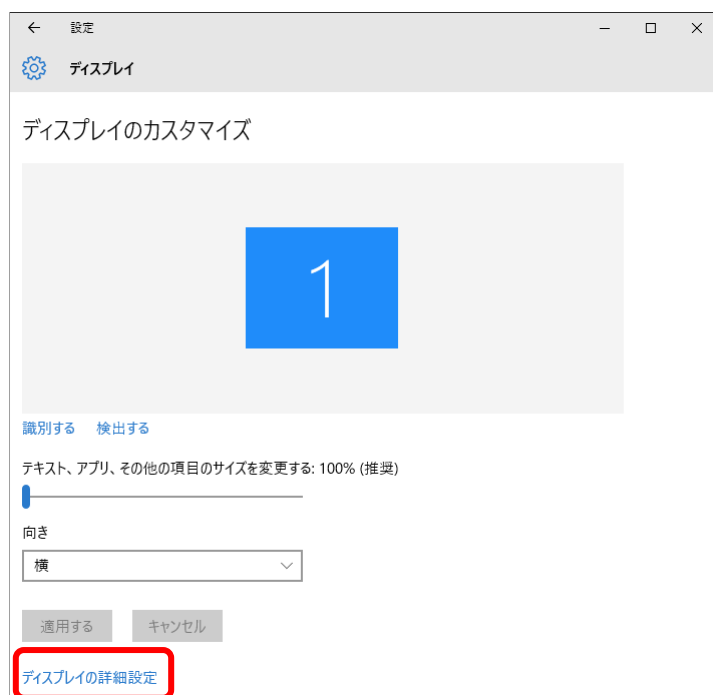 設定
ディスプレイ
ディスプレイのカスタマイズ
1
識別する 検出する
テキスト、アプリ、その他の項目のサイズを変更する: 100% (推奨)
向き
横
適用する キャンセル
ディスプレイの詳細設定